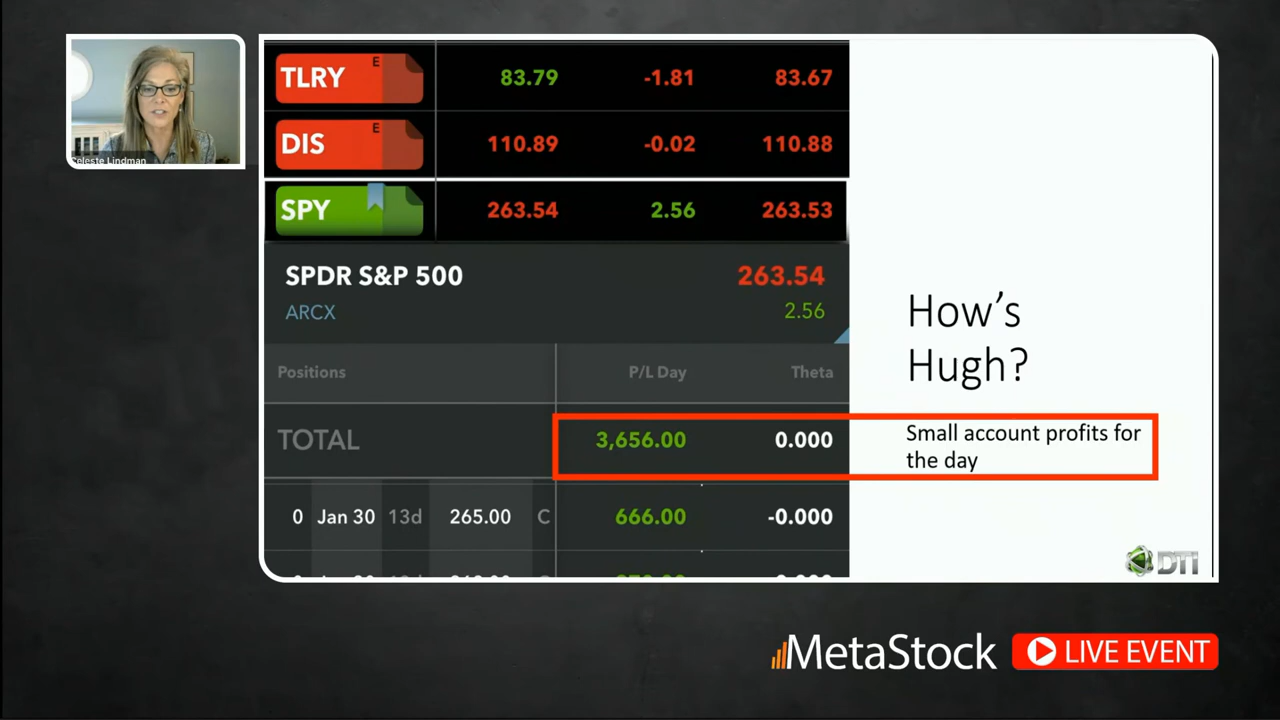 Celeste Lindman
TLRY E 83.79 -1.81 83.67
DIS E 110.89 -0.02 110.88
SPY 263.54 2.56 263.53
SPDR S&P 500 263.54
ARCX 2.56
Positions P/L Day Theta
TOTAL 3,656.00 0.000
0 Jan 30 13d 265.00 C 666.00 -0.000
How's
Hugh?
Small account profits for
the day
DTI
MetaStock LIVE EVENT